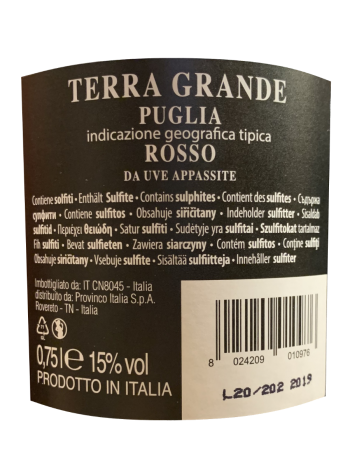 TERRA GRANDE
PUGLIA
indicazione geografica tipica
ROSSO
DA UVE APPASSITE
Contiene solfiti • Enthält Sulfite • Contains sulphites • Contient des sulfites • Съдържа
сулфити • Contiene sulfitos • Obsahuje siřičitany • Indeholder sulfitter • Sisaldab
sulfitid • Περιέχει θειώδη • Satur sulfīti • Sudėtyje yra sulfitai • Szulfitokat tartalmaz
Fih sulfiti • Bevat sulfieten • Zawiera siarczyny • Contém sulfitos • Conţine sulfiţi
Obsahuje siričitany • Vsebuje sulfite • Sisältää sulfiitteja • Innehåller sulfiter
Imbottigliato da: IT CN8045 - Italia
distribuito da: Provinco Italia S.p.A.
Rovereto - TN - Italia
0,75 l e 15% vol
PRODOTTO IN ITALIA
8 024209 010976
L20/202 2019